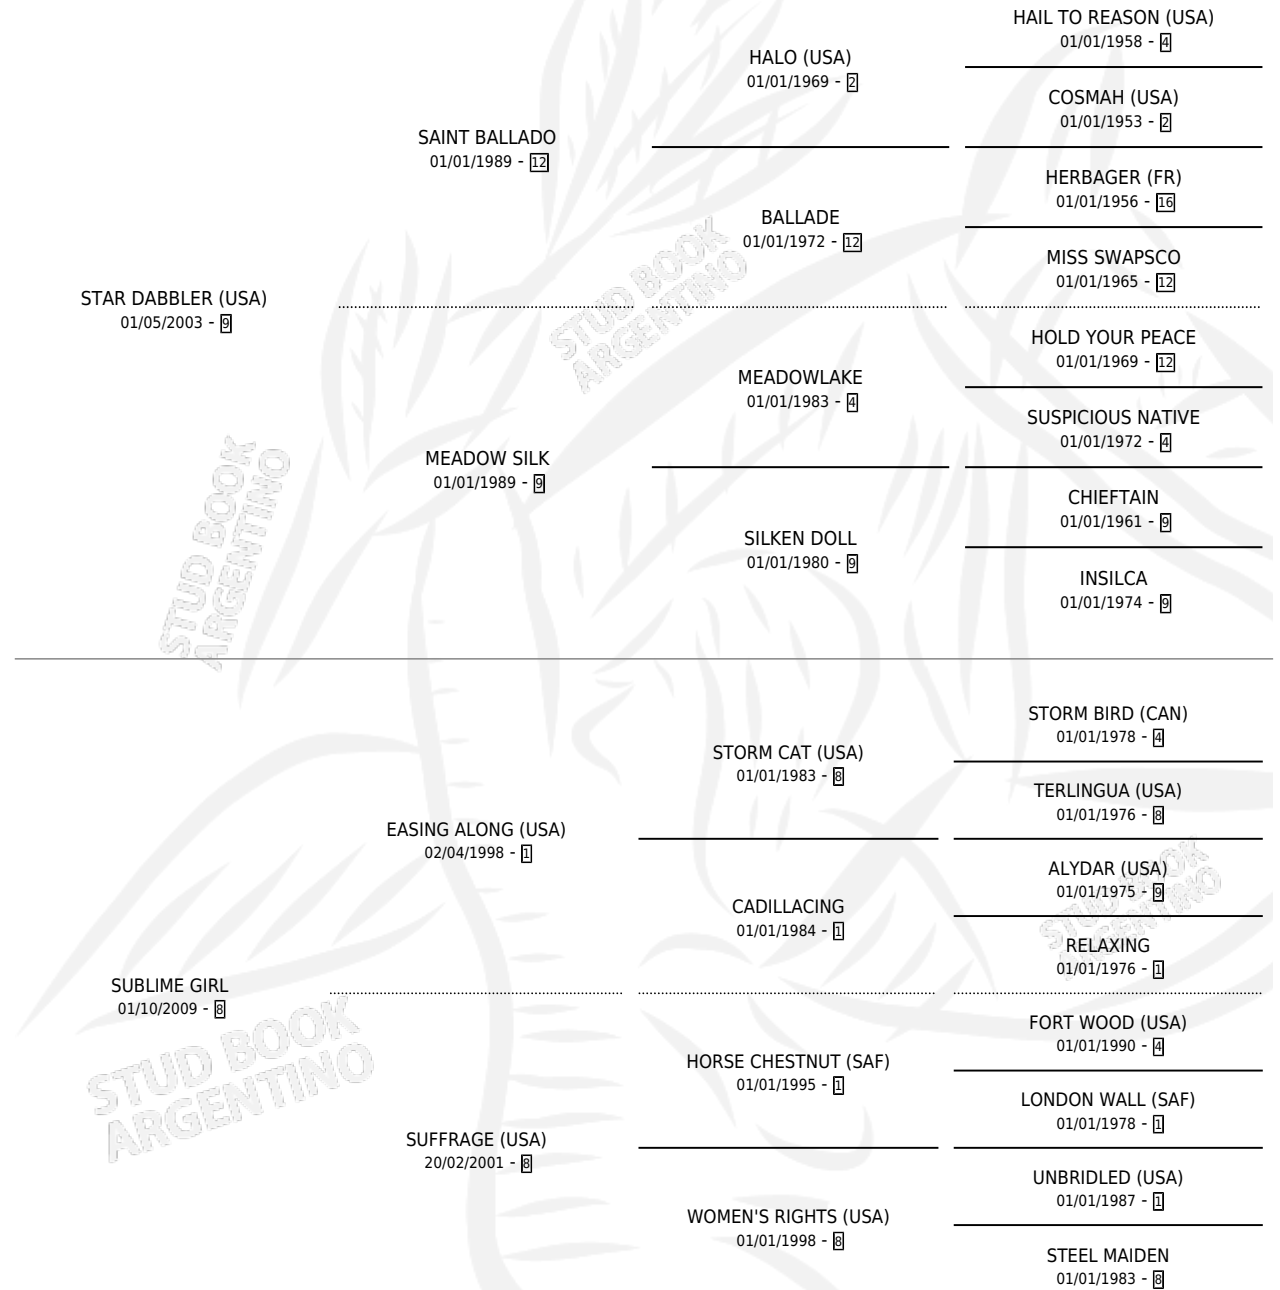 HAIL TO REASON (USA)
01/01/1958 - 4
HALO (USA)
01/01/1969 - 2
COSMAH (USA)
01/01/1953 - 2
SAINT BALLADO
01/01/1989 - 12
HERBAGER (FR)
01/01/1956 - 16
BALLADE
01/01/1972 - 12
MISS SWAPSCO
01/01/1965 - 12
STAR DABBLER (USA)
01/05/2003 - 9
STUD BOOK
ARGENTINO
HOLD YOUR PEACE
01/01/1969 - 12
MEADOWLAKE
01/01/1983 - 4
SUSPICIOUS NATIVE
01/01/1972 - 4
MEADOW SILK
01/01/1989 - 9
CHIEFTAIN
01/01/1961 - 9
SILKEN DOLL
01/01/1980 - 9
INSILCA
01/01/1974 - 9
STUD BOOK
ARGENTINO
STORM BIRD (CAN)
01/01/1978 - 4
STORM CAT (USA)
01/01/1983 - 8
TERLINGUA (USA)
01/01/1976 - 8
EASING ALONG (USA)
02/04/1998 - 1
ALYDAR (USA)
01/01/1975 - 9
CADILLACING
01/01/1984 - 1
RELAXING
01/01/1976 - 1
STUD BOOK
ARGENTINO
SUBLIME GIRL
01/10/2009 - 8
STUD BOOK
ARGENTINO
FORT WOOD (USA)
01/01/1990 - 4
HORSE CHESTNUT (SAF)
01/01/1995 - 1
LONDON WALL (SAF)
01/01/1978 - 1
SUFFRAGE (USA)
20/02/2001 - 8
UNBRIDLED (USA)
01/01/1987 - 1
WOMEN'S RIGHTS (USA)
01/01/1998 - 8
STEEL MAIDEN
01/01/1983 - 8